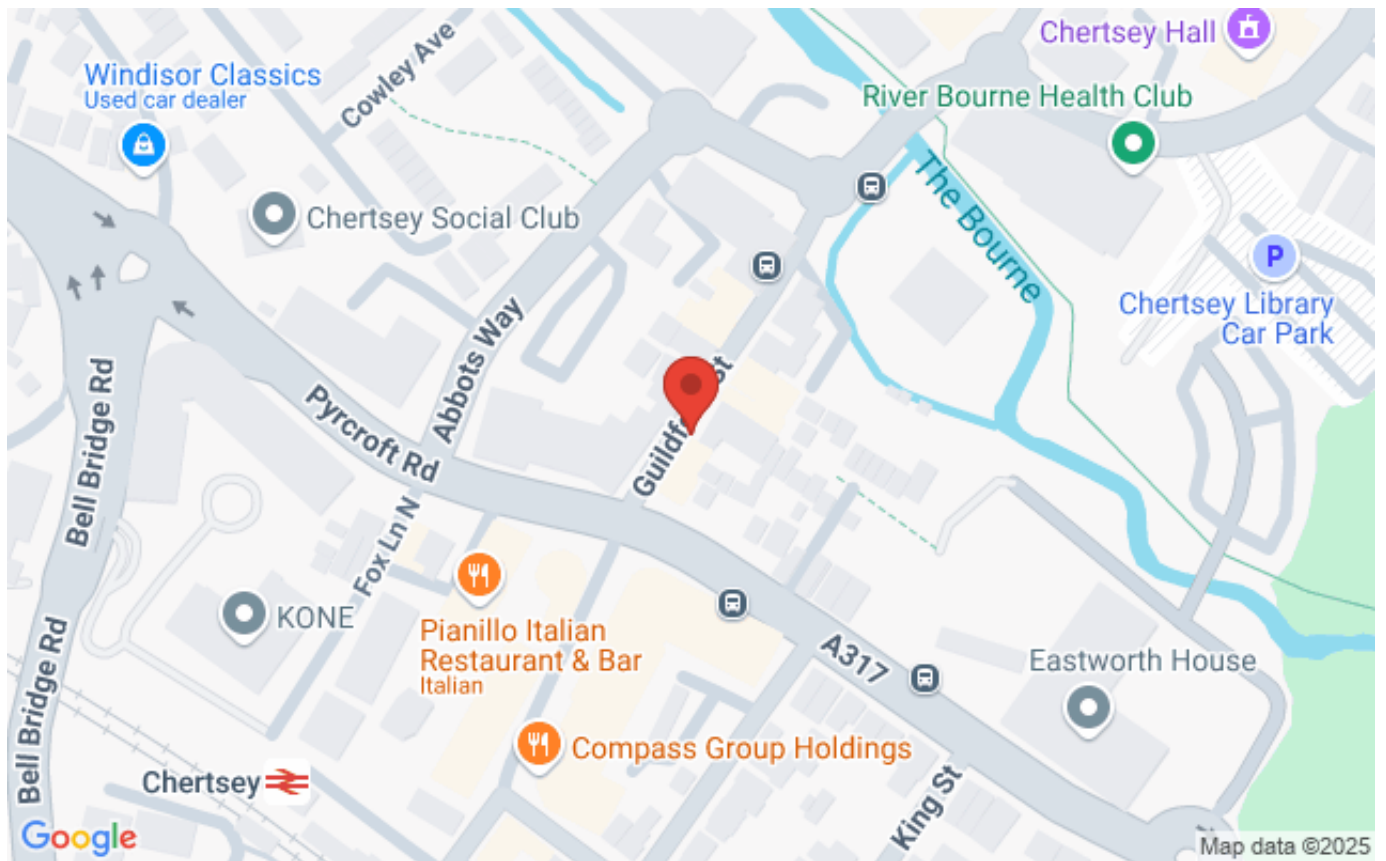 Chertsey Hall
Cowley Ave
Windisor Classics
Used car dealer
River Bourne Health Club
The Bourne
Chertsey Social Club
P
Chertsey Library
Car Park
Abbots Way
Bell Bridge Rd
Pyrcroft Rd
St
Fox Ln N
KONE
Pianillo Italian
Restaurant & Bar
Italian
A317
Eastworth House
Bell Bridge Rd
Compass Group Holdings
Chertsey
King St
Google
Map data ©2025